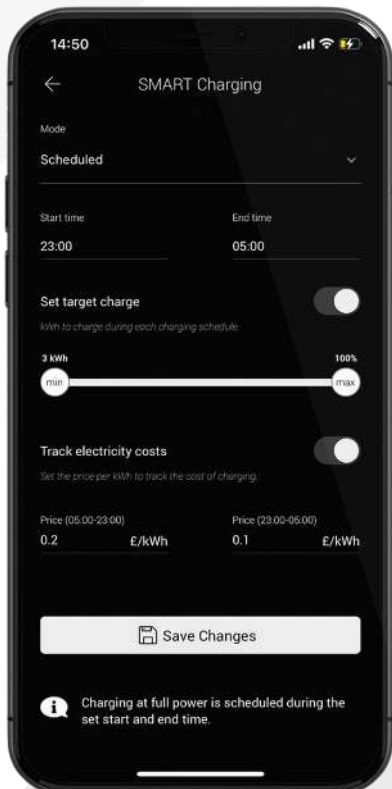 14:50
SMART Charging
Mode
Scheduled
Start time End time
23:00 05:00
Set target charge
kWh to charge during each charging schedule.
3 kWh 100%
min max
Track electricity costs
Set the price per kWh to track the cost of charging.
Price (05:00-23:00) Price (23:00-05:00)
0.2 £/kWh 0.1 £/kWh
Save Changes
Charging at full power is scheduled during the
set start and end time.